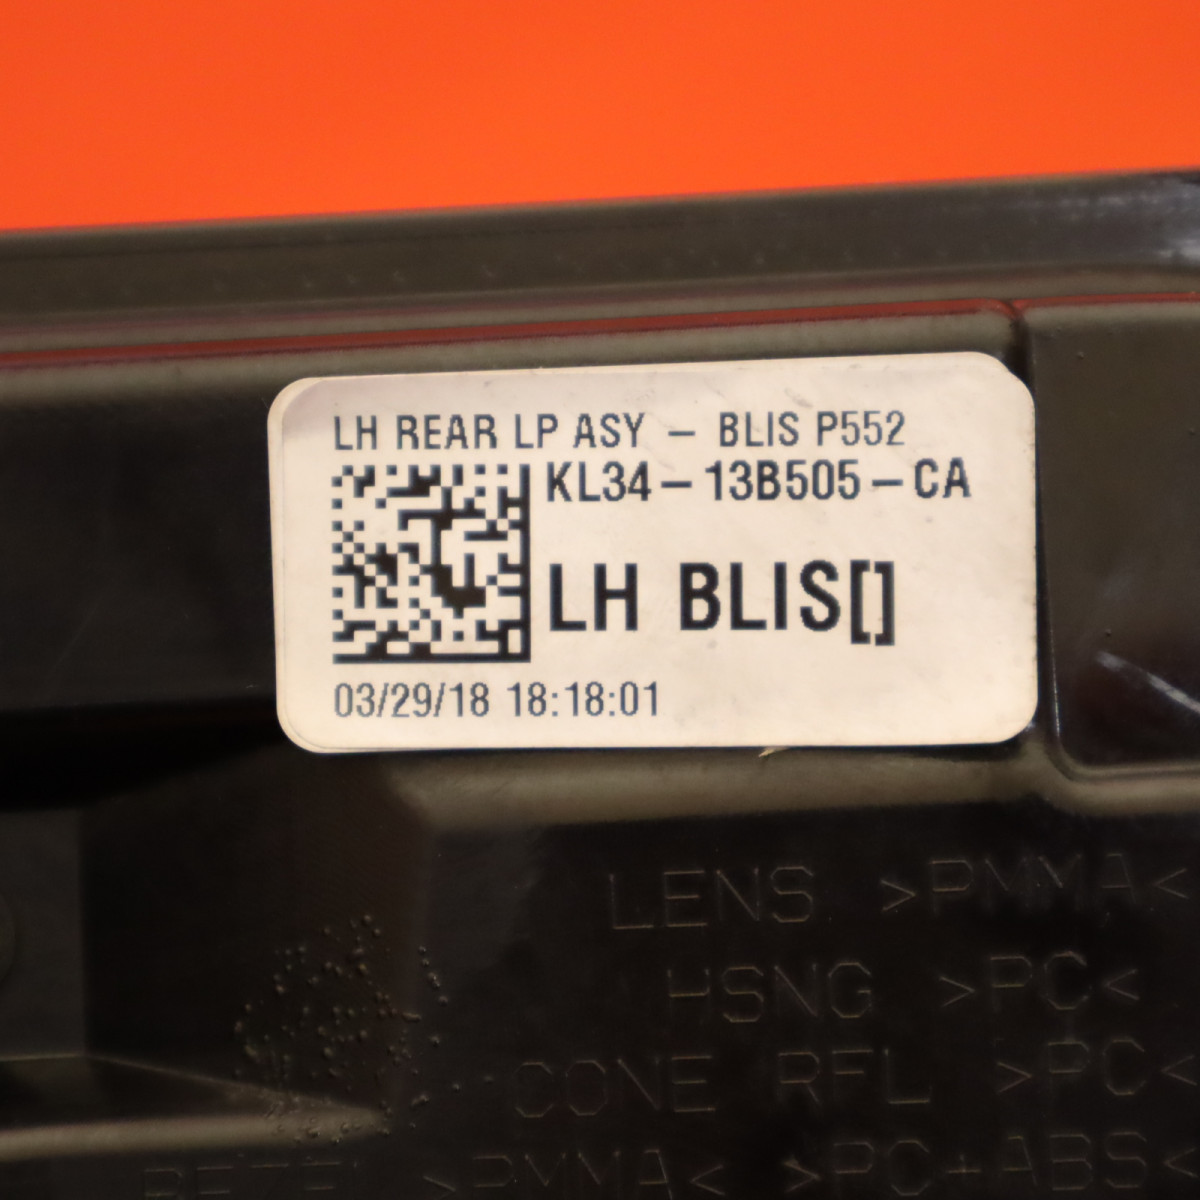 LH REAR LP ASY – BLIS P552
KL34–13B505–CA
LH BLIS[]
03/29/18 18:18:01
LENS >PMMA<
HSNG >PC<
CONE RFL >PC<
BEZEL >PMMA< >PC+ABS<